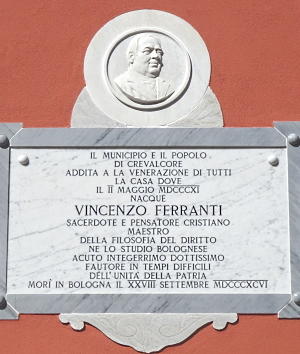 IL MUNICIPIO E IL POPOLO
DI CREVALCORE
ADDITA A LA VENERAZIONE DI TUTTI
LA CASA DOVE
IL II MAGGIO MDCCCXI
NACQUE
VINCENZO FERRANTI
SACERDOTE E PENSATORE CRISTIANO
MAESTRO
DELLA FILOSOFIA DEL DIRITTO
NE LO STUDIO BOLOGNESE
ACUTO INTEGERRIMO DOTTISSIMO
FAUTORE IN TEMPI DIFFICILI
DELL'UNITÀ DELLA PATRIA
MORÌ IN BOLOGNA IL XXVIII SETTEMBRE MDCCCXCVI